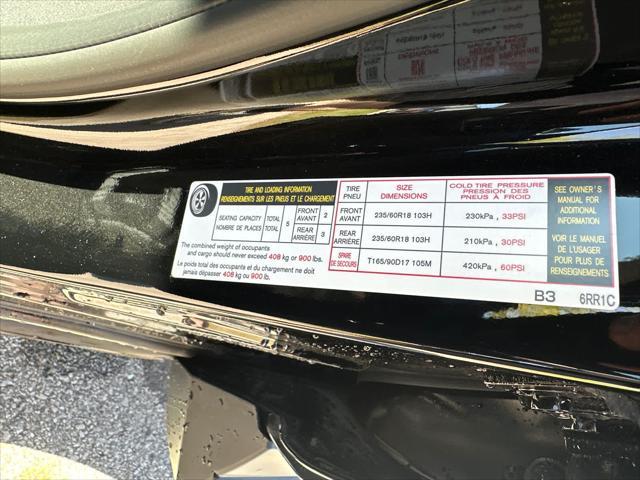 TIRE AND LOADING INFORMATION
RENSEIGNEMENTS SUR LES PNEUS ET LE CHARGEMENT
SEATING CAPACITY
NOMBRE DE PLACES
TOTAL
TOTAL
5
FRONT
AVANT
2
REAR
ARRIÈRE
3
The combined weight of occupants
and cargo should never exceed 408 kg or 900 lbs.
Le poids total des occupants et du chargement ne doit
jamais dépasser 408 kg ou 900 lb.
TIRE
PNEU
SIZE
DIMENSIONS
COLD TIRE PRESSURE
PRESSION DES
PNEUS À FROID
FRONT
AVANT
235/60R18 103H
230kPa , 33PSI
REAR
ARRIÈRE
235/60R18 103H
210kPa , 30PSI
SPARE
DE SECOURS
T165/90D17 105M
420kPa , 60PSI
SEE OWNER'S
MANUAL FOR
ADDITIONAL
INFORMATION
VOIR LE MANUEL
DE L'USAGER
POUR PLUS DE
RENSEIGNEMENTS
B3 6RR1C